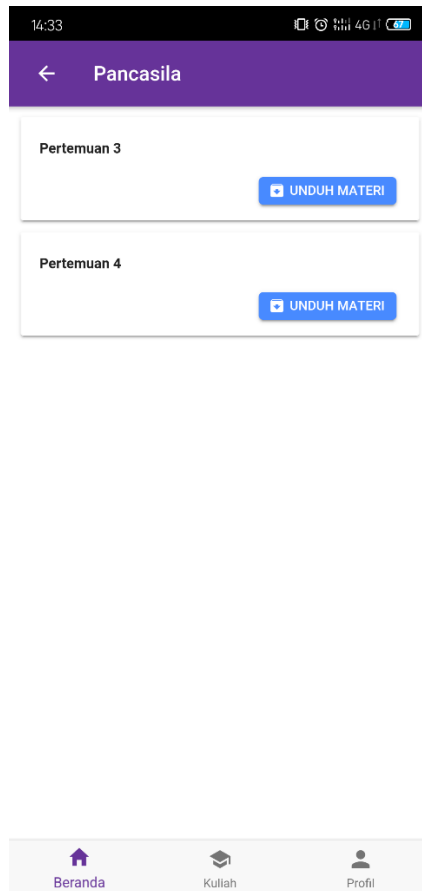 14:33 4G 67
Pancasila
Pertemuan 3
UNDUH MATERI
Pertemuan 4
UNDUH MATERI
Beranda Kuliah Profil